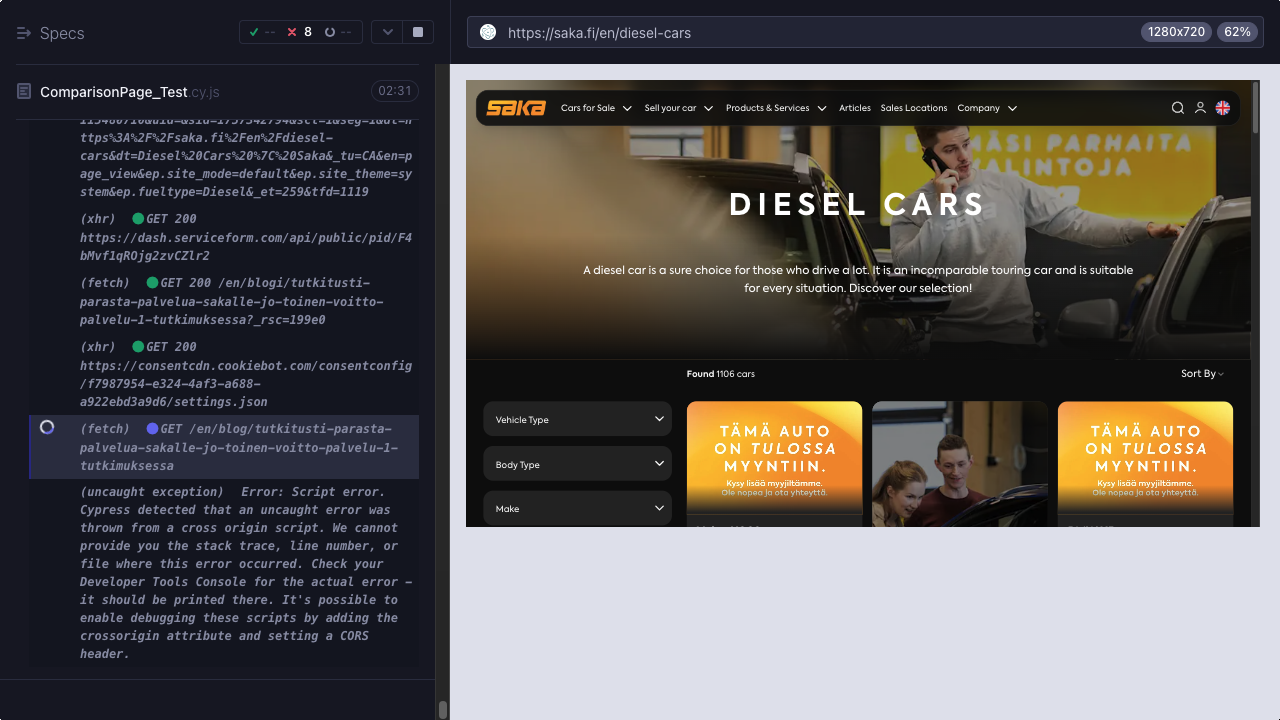 Specs
--
8
--
https://saka.fi/en/diesel-cars
1280x720
62%
ComparisonPage_Test.cy.js
02:31
ttps%3A%2F%2Fsaka.fi%2Fen%2Fdiesel-
cars&dt=Diesel%20Cars%20%7C%20Saka&_tu=CA&en=p
age_view&ep.site_mode=default&ep.site_theme=sy
stem&ep.fueltype=Diesel&_et=259&tfd=1119
(xhr) GET 200
https://dash.serviceform.com/api/public/pid/F4
bMvf1qROjg2zvCZlr2
(fetch) GET 200 /en/blogi/tutkitusti-
parasta-palvelua-sakalle-jo-toinen-voitto-
palvelu-1-tutkimuksessa?_rsc=199e0
(xhr) GET 200
https://consentcdn.cookiebot.com/consentconfig
/f7987954-e324-4af3-a688-
a922ebd3a9d6/settings.json
(fetch) GET /en/blog/tutkitusti-parasta-
palvelua-sakalle-jo-toinen-voitto-palvelu-1-
tutkimuksessa
(uncaught exception) Error: Script error.
Cypress detected that an uncaught error was
thrown from a cross origin script. We cannot
provide you the stack trace, line number, or
file where this error occurred. Check your
Developer Tools Console for the actual error -
it should be printed there. It's possible to
enable debugging these scripts by adding the
crossorigin attribute and setting a CORS
header.
saka
Cars for Sale
Sell your car
Products & Services
Articles
Sales Locations
Company
PARHAITA
DIESEL CARS
A diesel car is a sure choice for those who drive a lot. It is an incomparable touring car and is suitable
for every situation. Discover our selection!
Found 1106 cars
Sort By
Vehicle Type
Body Type
Make
TÄMÄ AUTO
ON TULOSSA
MYYNTIIN.
Kysy lisää myyjiltämme.
Ole nopea ja ota yhteyttä.
TÄMÄ AUTO
ON TULOSSA
MYYNTIIN.
Kysy lisää myyjiltämme.
Ole nopea ja ota yhteyttä.